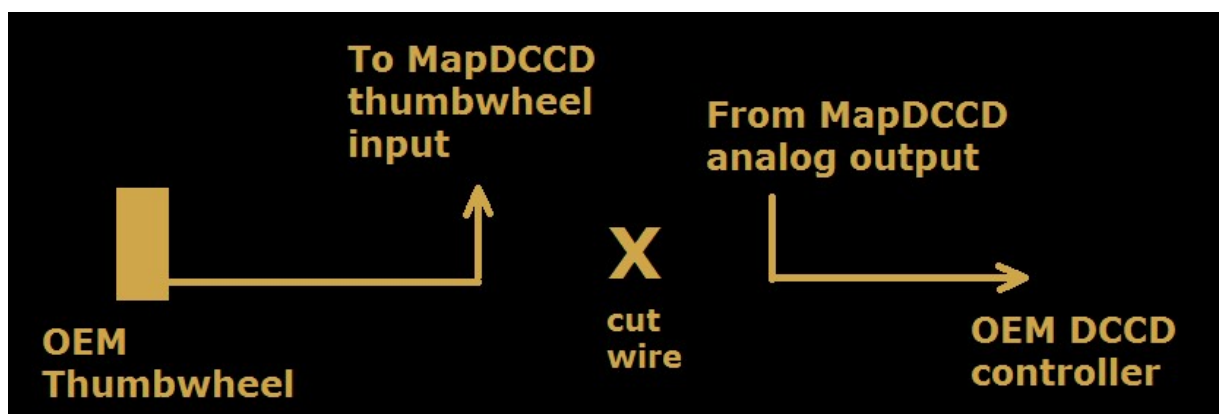 To MapDCCD
thumbwheel
input
From MapDCCD
analog output
X
cut
wire
OEM
Thumbwheel
OEM DCCD
controller